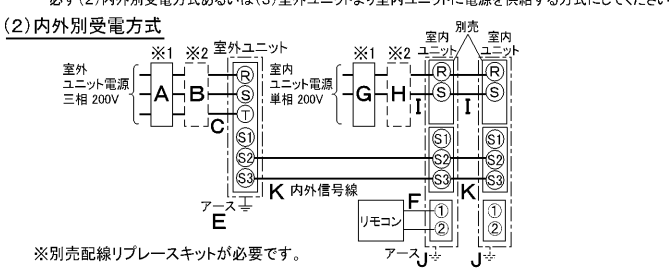 必ず(2)内外別受電方式あるいは(3)室外ユニットより室内ユニットに電源を供給する方式にしてください
(2)内外別受電方式
※1 ※2 室外ユニット
室外
ユニット電源
三相 200V
A B C
R
S
T
S1
S2
S3
アース
E
※1 ※2
室内
ユニット電源
単相 200V
G H I I
別売
室内
ユニット
室内
ユニット
R
S
S1
S2
S3
①
②
R
S
S1
S2
S3
①
②
K 内外信号線
K
F
リモコン
アース J
J
※別売配線リプレースキットが必要です。